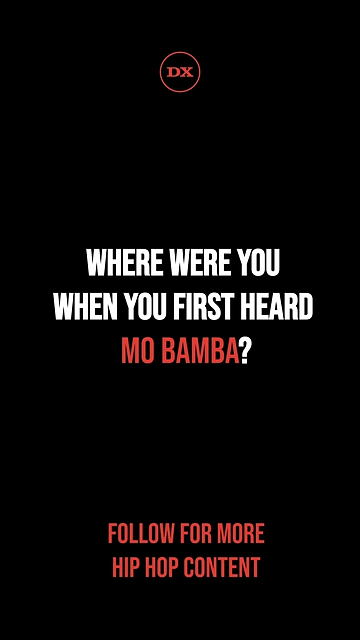 DX
WHERE WERE YOU
WHEN YOU FIRST HEARD
MO BAMBA?
FOLLOW FOR MORE
HIP HOP CONTENT